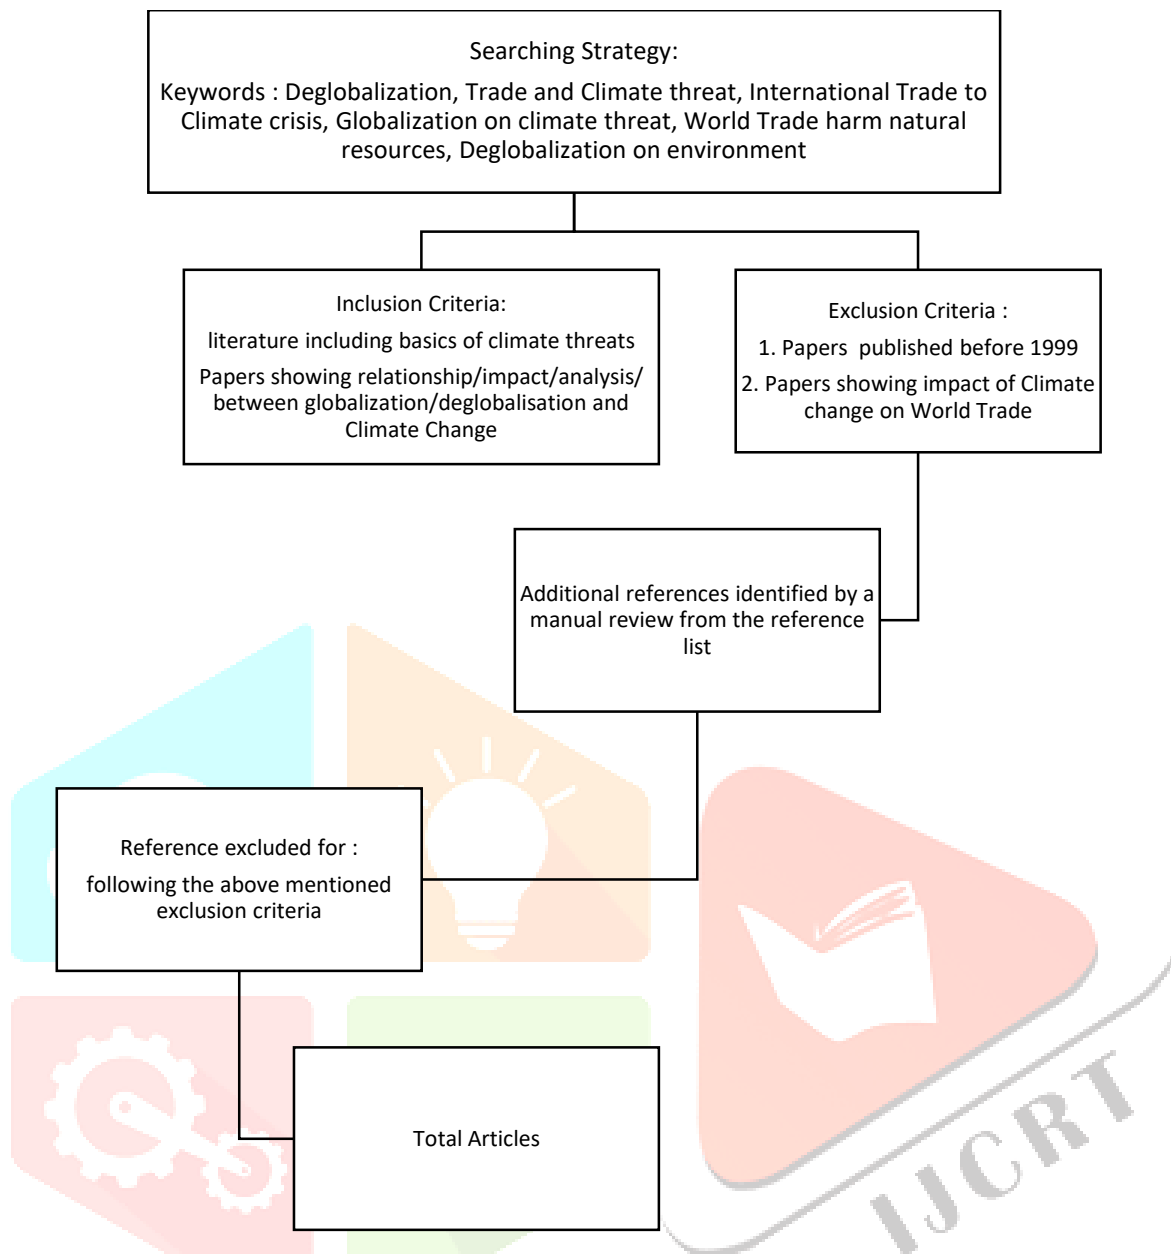 Searching Strategy:
Keywords : Deglobalization, Trade and Climate threat, International Trade to
Climate crisis, Globalization on climate threat, World Trade harm natural
resources, Deglobalization on environment
Inclusion Criteria:
literature including basics of climate threats
Papers showing relationship/impact/analysis/
between globalization/deglobalisation and
Climate Change
Exclusion Criteria :
1. Papers published before 1999
2. Papers showing impact of Climate
change on World Trade
Additional references identified by a
manual review from the reference
list
Reference excluded for :
following the above mentioned
exclusion criteria
Total Articles
IJCRT